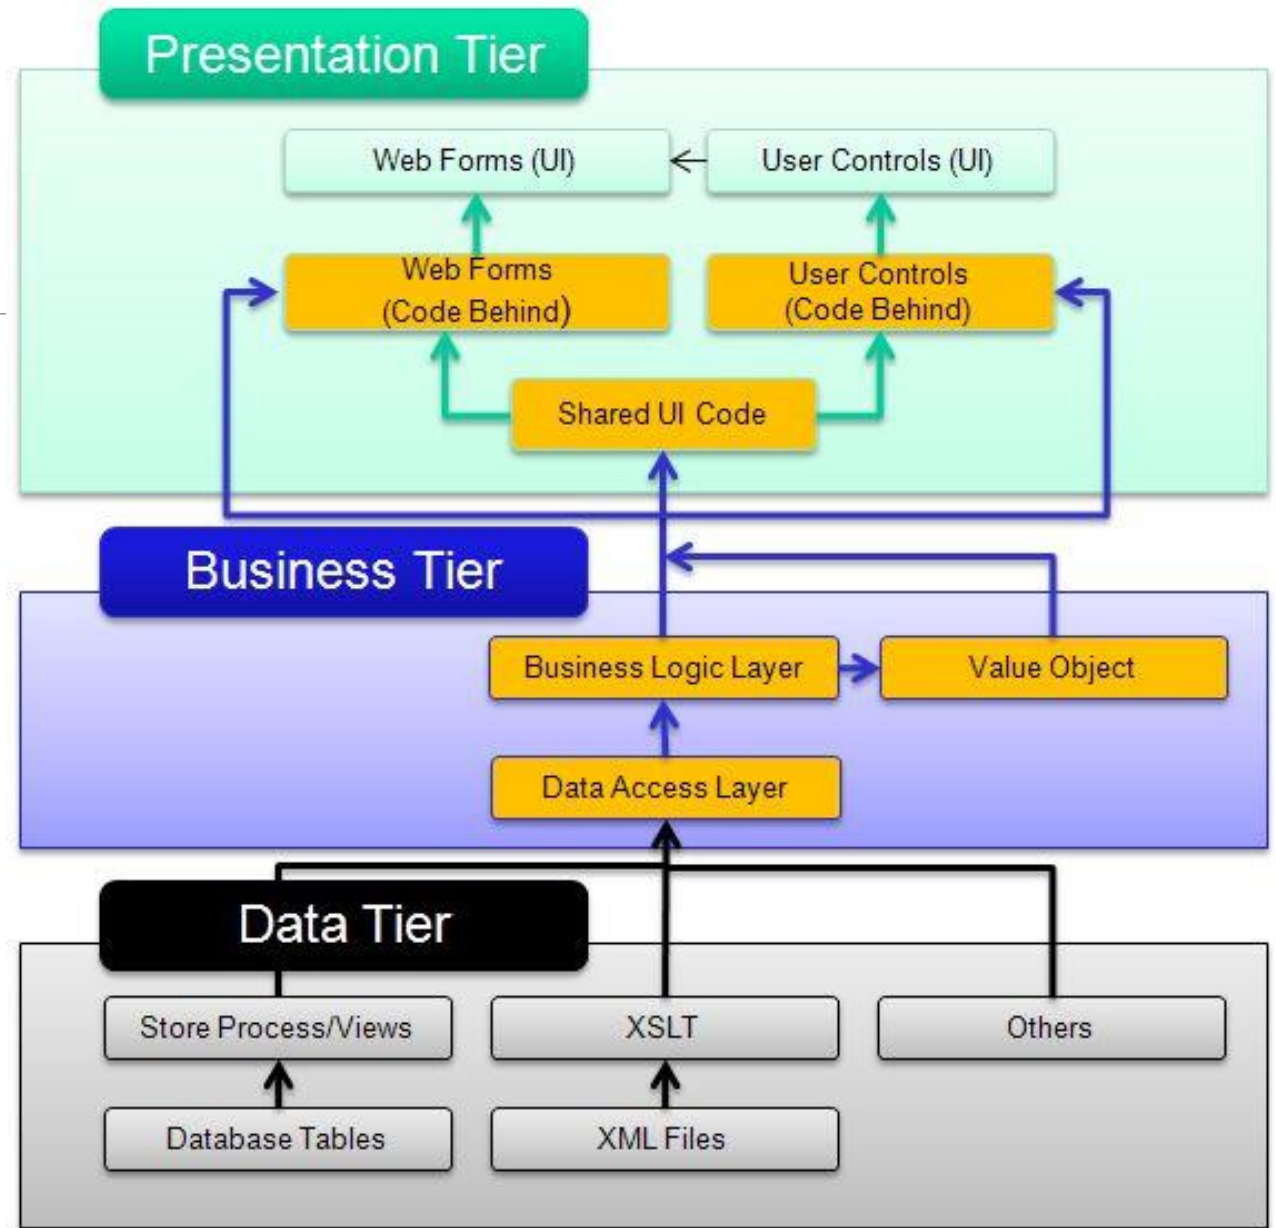 Presentation Tier
Web Forms (UI)
User Controls (UI)
Web Forms
(Code Behind)
User Controls
(Code Behind)
Shared UI Code
Business Tier
Business Logic Layer
Value Object
Data Access Layer
Data Tier
Store Process/Views
XSLT
Others
Database Tables
XML Files